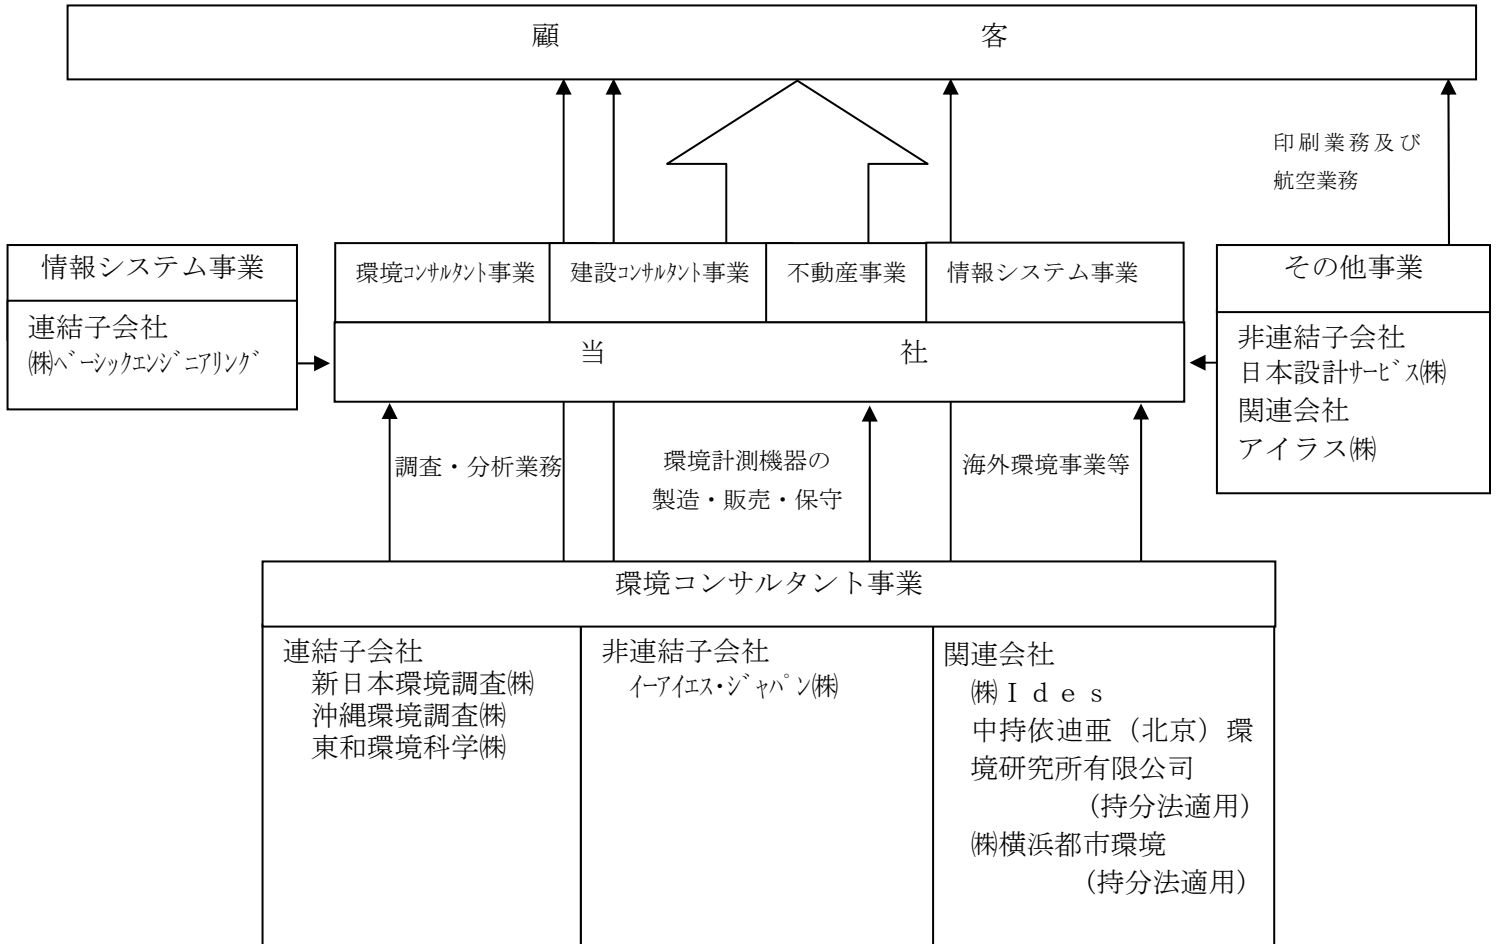 顧 客
印刷業務及び
航空業務
情報システム事業
連結子会社
㈱ベーシックエンジニアリング
環境コンサルタント事業
建設コンサルタント事業
不動産事業
情報システム事業
当 社
その他事業
非連結子会社
日本設計サービス㈱
関連会社
アイラス㈱
調査・分析業務
環境計測機器の
製造・販売・保守
海外環境事業等
環境コンサルタント事業
連結子会社
新日本環境調査㈱
沖縄環境調査㈱
東和環境科学㈱
非連結子会社
イーアイエス・ジャパン㈱
関連会社
㈱Ides
中持依迪亜（北京）環
境研究所有限公司
（持分法適用）
㈱横浜都市環境
（持分法適用）